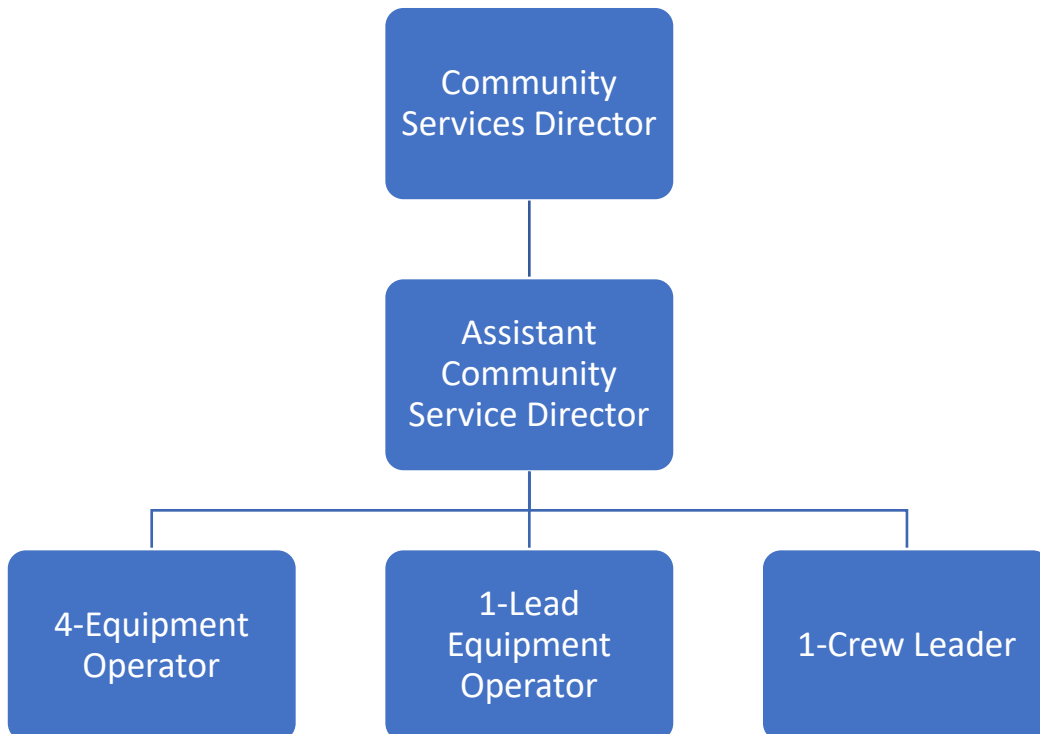 Community
Services Director
Assistant
Community
Service Director
4-Equipment
Operator
1-Lead
Equipment
Operator
1-Crew Leader